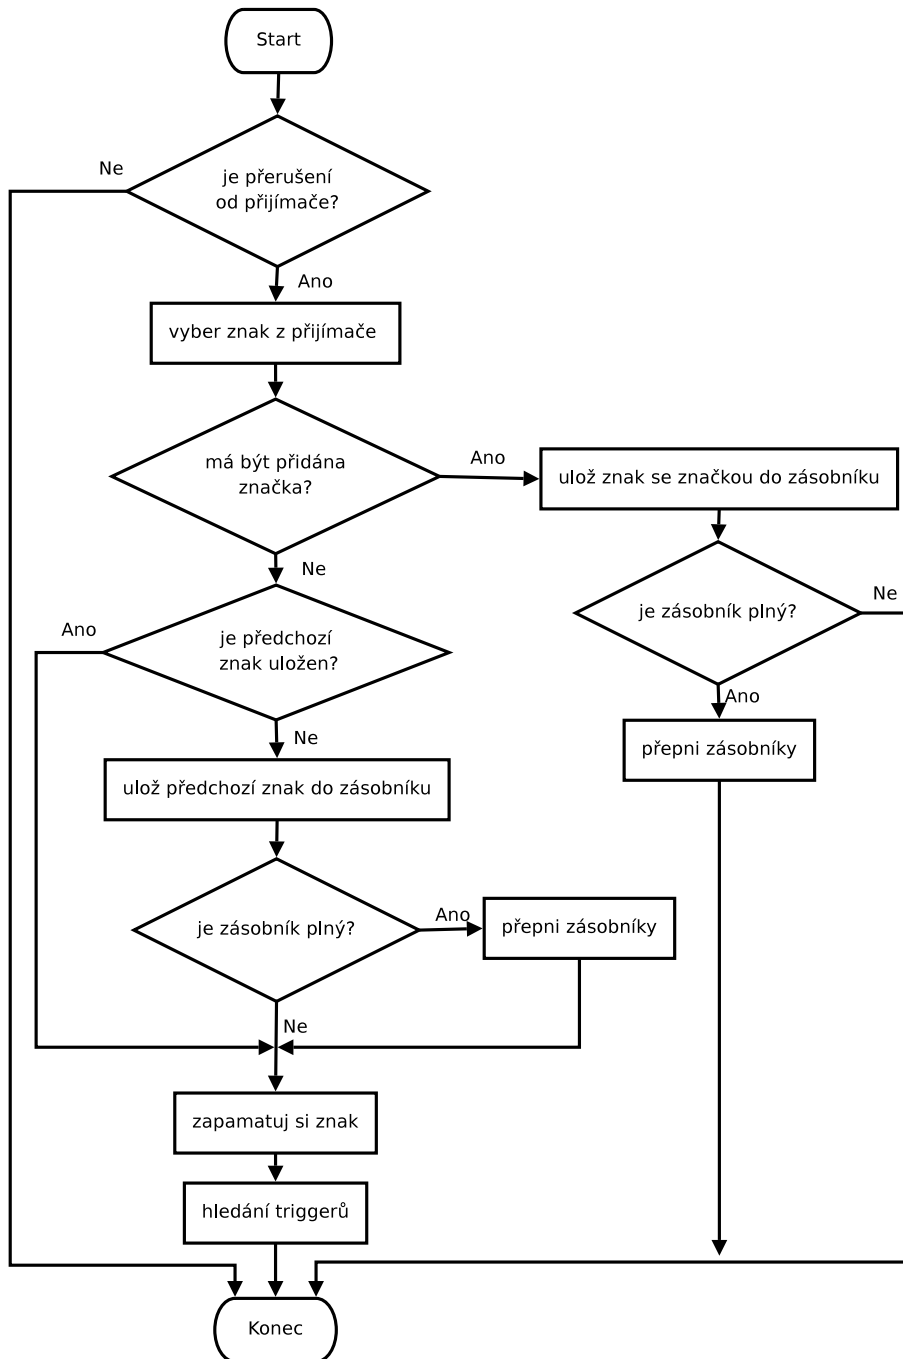 Start
Ne
je přerušení
od přijímače?
Ano
vyber znak z přijímače
má být přidána
značka?
Ano
ulož znak se značkou do zásobníku
Ne
je zásobník plný?
Ne
Ano
je předchozí
znak uložen?
Ano
přepni zásobníky
Ne
ulož předchozí znak do zásobníku
je zásobník plný?
Ano
přepni zásobníky
Ne
zapamatuj si znak
hledání triggerů
Konec